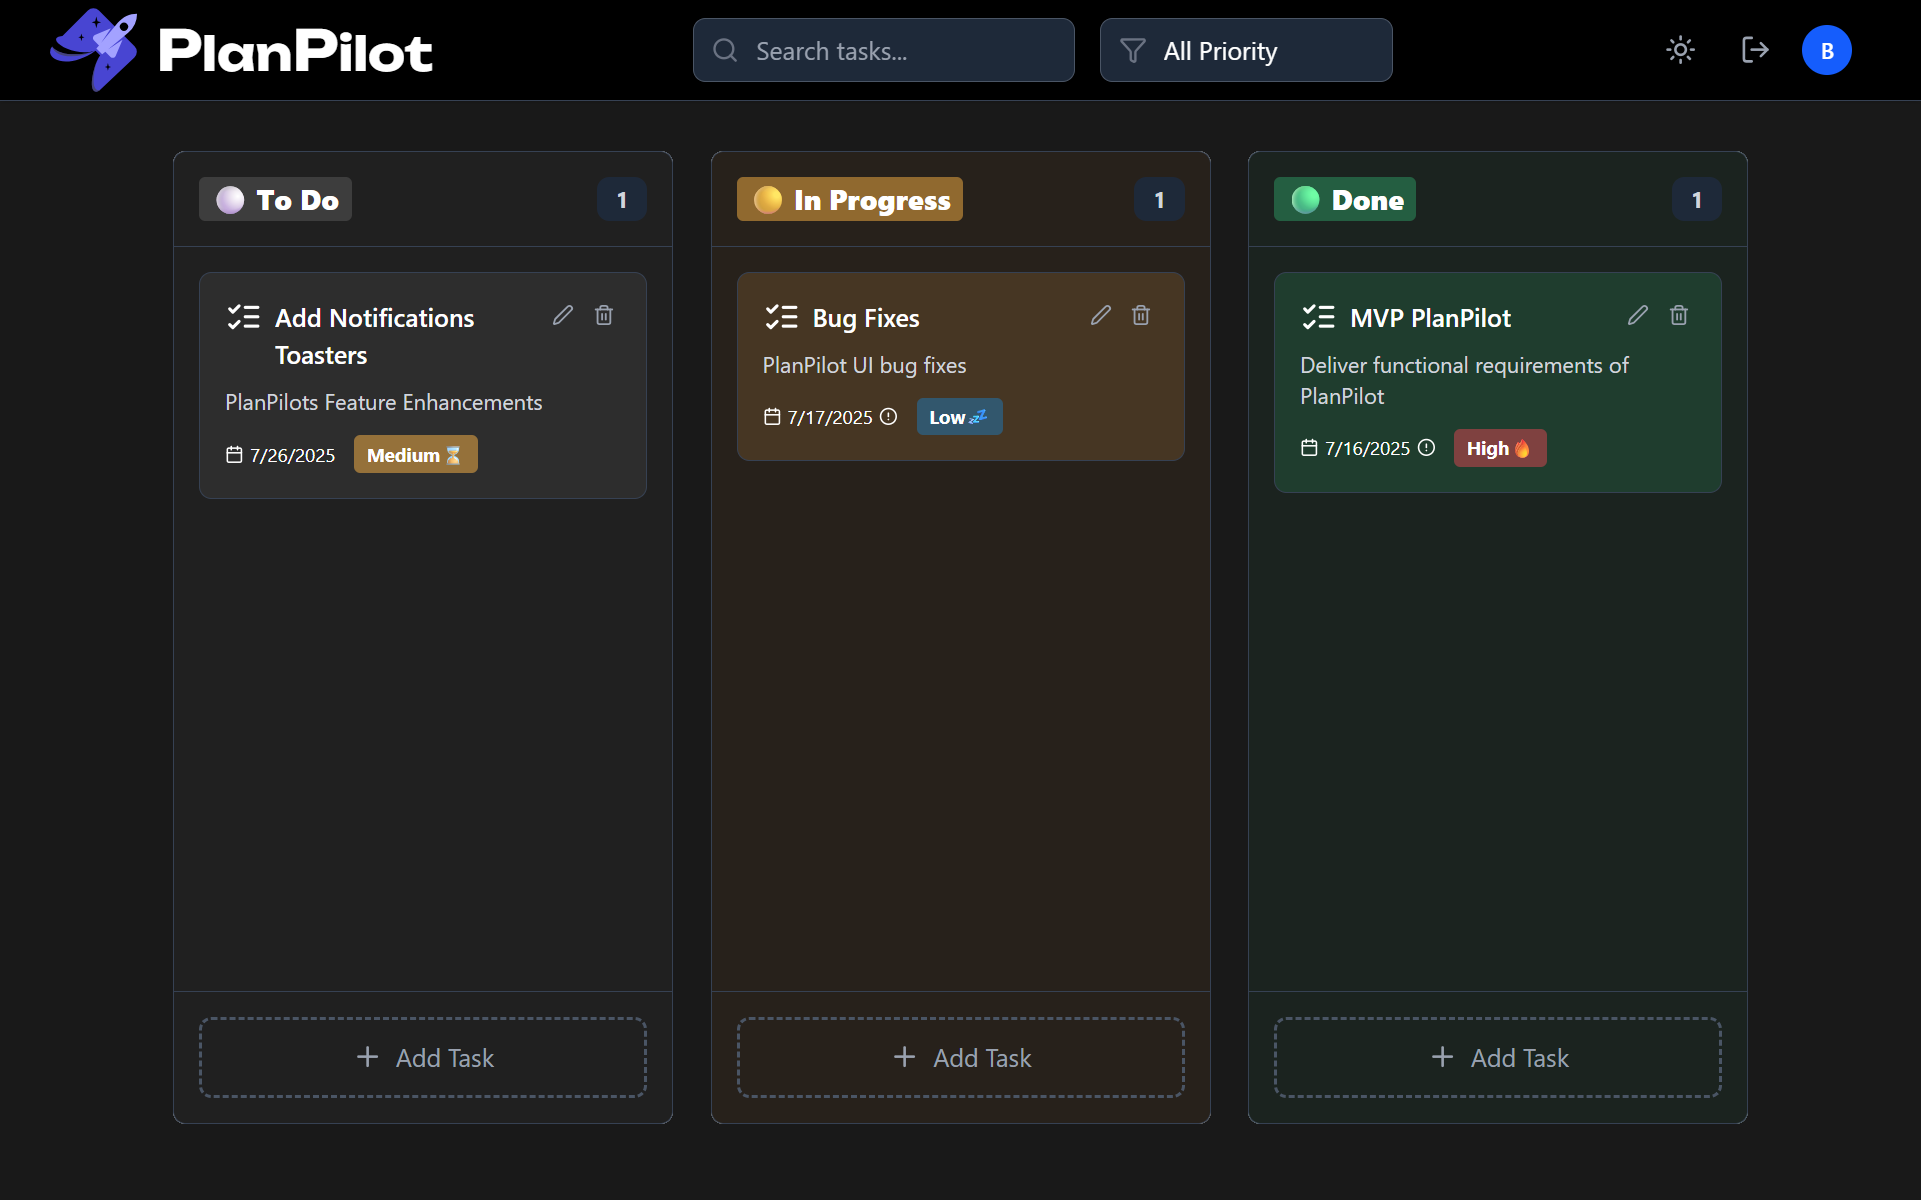 PlanPilot
Search tasks...
All Priority
B
To Do
1
Add Notifications
Toasters
PlanPilots Feature Enhancements
7/26/2025
Medium
Add Task
In Progress
1
Bug Fixes
PlanPilot UI bug fixes
7/17/2025
Low
Add Task
Done
1
MVP PlanPilot
Deliver functional requirements of
PlanPilot
7/16/2025
High
Add Task